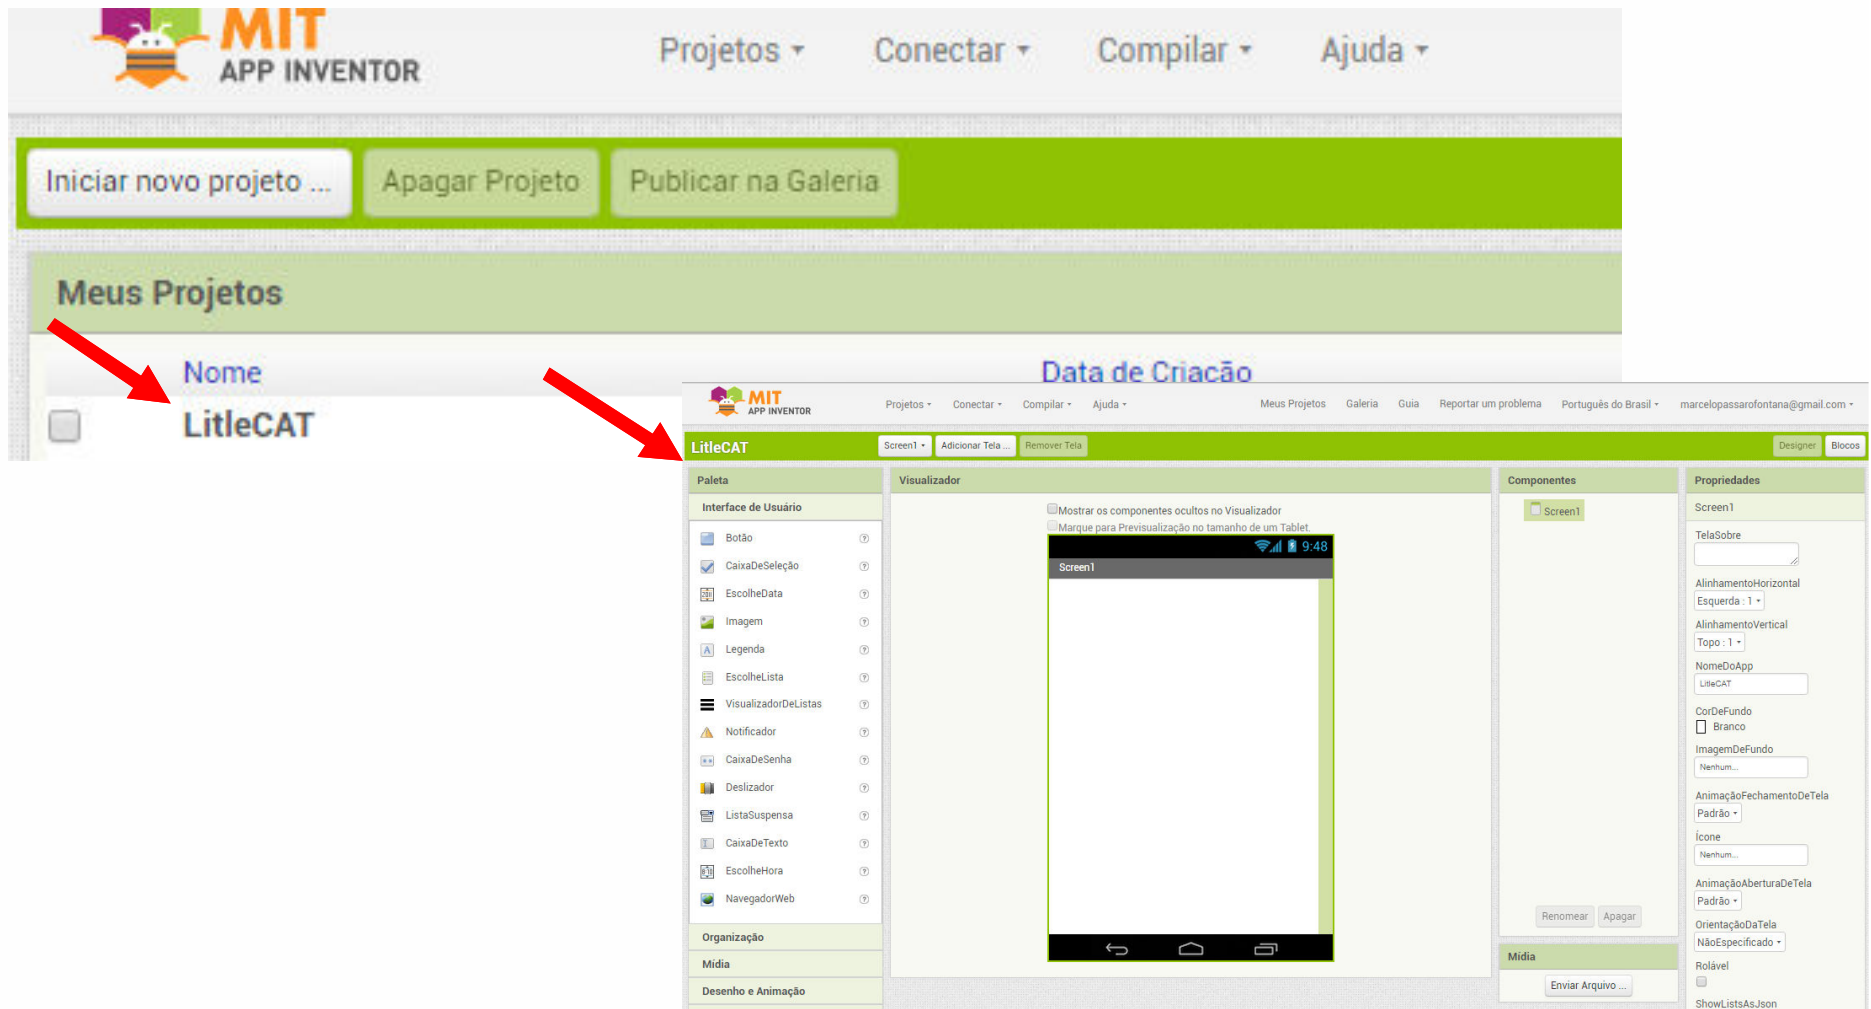 MIT
APP INVENTOR
Projetos
Conectar
Compilar
Ajuda
Iniciar novo projeto ...
Apagar Projeto
Publicar na Galeria
Meus Projetos
Nome
Data de Criação
LitleCAT
MIT
APP INVENTOR
Projetos
Conectar
Compilar
Ajuda
Meus Projetos
Galeria
Guia
Reportar um problema
Português do Brasil
marcelopassarofontana@gmail.com
LitleCAT
Screen1
Adicionar Tela ...
Remover Tela
Designer
Blocos
Paleta
Interface de Usuário
Botão
CaixaDeSeleção
EscolheData
Imagem
Legenda
EscolheLista
VisualizadorDeListas
Notificador
CaixaDeSenha
Deslizador
ListaSuspensa
CaixaDeTexto
EscolheHora
NavegadorWeb
Organização
Mídia
Desenho e Animação
Visualizador
Mostrar os componentes ocultos no Visualizador
Marque para Previsualização no tamanho de um Tablet.
9:48
Screen1
Componentes
Screen1
Renomear
Apagar
Mídia
Enviar Arquivo ...
Propriedades
Screen1
TelaSobre
AlinhamentoHorizontal
Esquerda : 1
AlinhamentoVertical
Topo : 1
NomeDoApp
LitleCAT
CorDeFundo
Branco
ImagemDeFundo
Nenhum...
AnimaçãoFechamentoDeTela
Padrão
Ícone
Nenhum...
AnimaçãoAberturaDeTela
Padrão
OrientaçãoDaTela
NãoEspecificado
Rolável
ShowListsAsJson